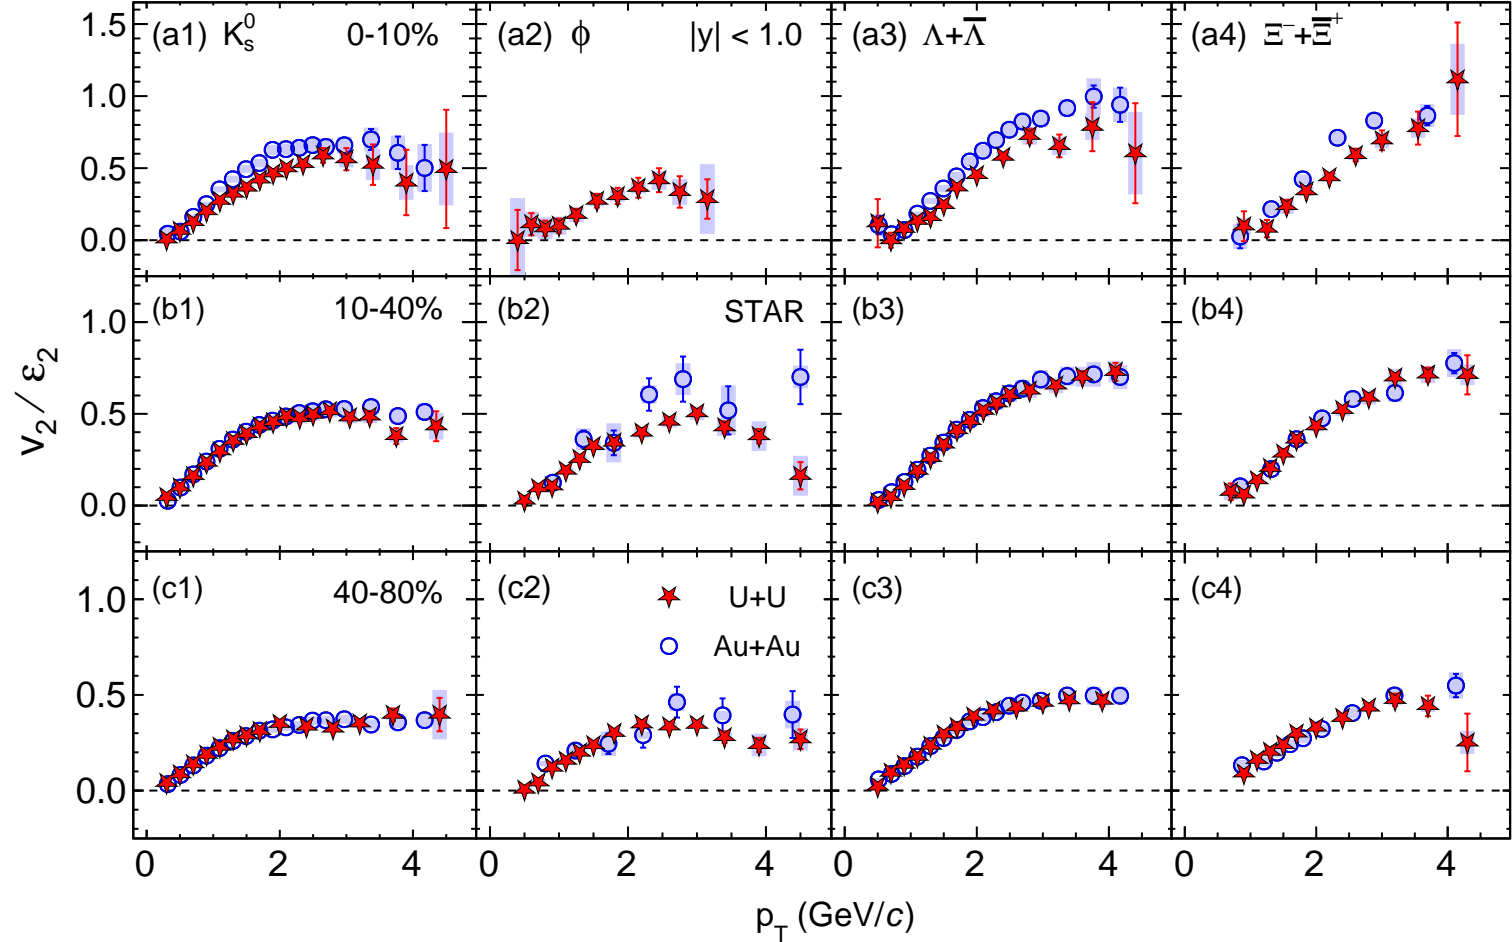 (a1) K⁰ₛ 0-10%
(a2) ϕ |y| < 1.0
(a3) Λ+Λ̅
(a4) Ξ⁻+Ξ̅⁺
1.5
1.0
0.5
0.0
(b1) 10-40%
(b2) STAR
(b3)
(b4)
1.0
0.5
0.0
v₂ / ε₂
(c1) 40-80%
(c2)
U+U
Au+Au
(c3)
(c4)
1.0
0.5
0.0
0 2 4 0 2 4 0 2 4 0 2 4
p_T (GeV/c)